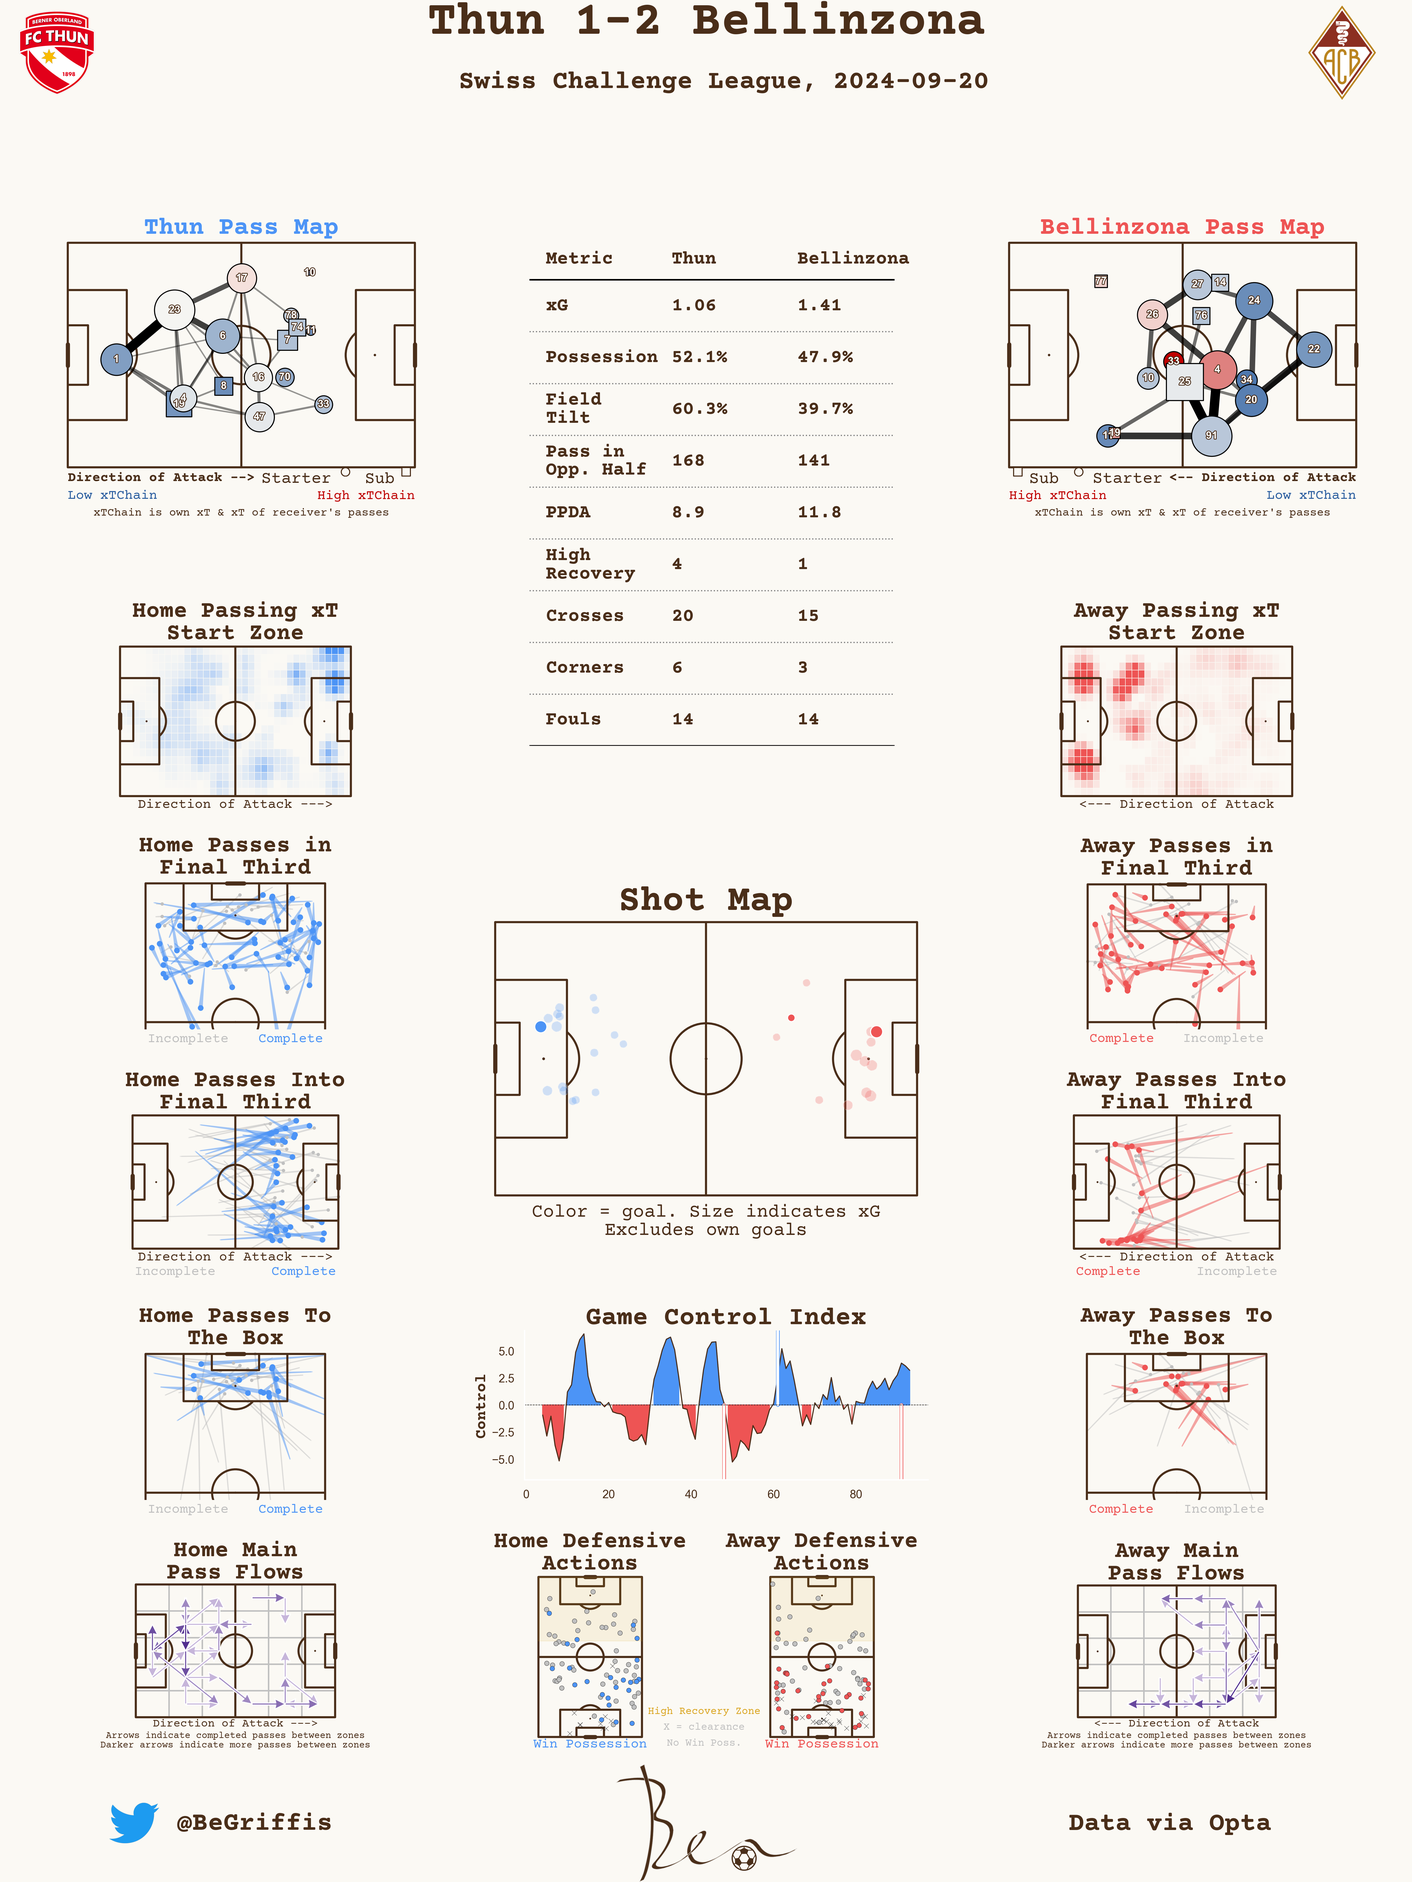 Thun 1-2 Bellinzona
Swiss Challenge League, 2024-09-20
BERNER OBERLAND
FC THUN
1898
ACB
Thun Pass Map
10
17
23
78
74
11
6
7
1
16
70
8
4
19
33
47
Direction of Attack --> Starter Sub
Low xTChain High xTChain
xTChain is own xT & xT of receiver's passes
Metric Thun Bellinzona
xG 1.06 1.41
Possession 52.1% 47.9%
Field
Tilt 60.3% 39.7%
Pass in
Opp. Half 168 141
PPDA 8.9 11.8
High
Recovery 4 1
Crosses 20 15
Corners 6 3
Fouls 14 14
Bellinzona Pass Map
77
27
14
24
26
76
22
33
4
10
25
34
20
19
91
Sub Starter <-- Direction of Attack
High xTChain Low xTChain
xTChain is own xT & xT of receiver's passes
Home Passing xT
Start Zone
Direction of Attack --->
Away Passing xT
Start Zone
<--- Direction of Attack
Home Passes in
Final Third
Incomplete Complete
Away Passes in
Final Third
Complete Incomplete
Shot Map
Color = goal. Size indicates xG
Excludes own goals
Home Passes Into
Final Third
Direction of Attack --->
Incomplete Complete
Away Passes Into
Final Third
<--- Direction of Attack
Complete Incomplete
Home Passes To
The Box
Incomplete Complete
Game Control Index
Control
5.0
2.5
0.0
−2.5
−5.0
0 20 40 60 80
Away Passes To
The Box
Complete Incomplete
Home Main
Pass Flows
Direction of Attack --->
Arrows indicate completed passes between zones
Darker arrows indicate more passes between zones
Home Defensive
Actions
Win Possession
Away Defensive
Actions
Win Possession
High Recovery Zone
X = clearance
No Win Poss.
Away Main
Pass Flows
<--- Direction of Attack
Arrows indicate completed passes between zones
Darker arrows indicate more passes between zones
@BeGriffis
Ben
Data via Opta